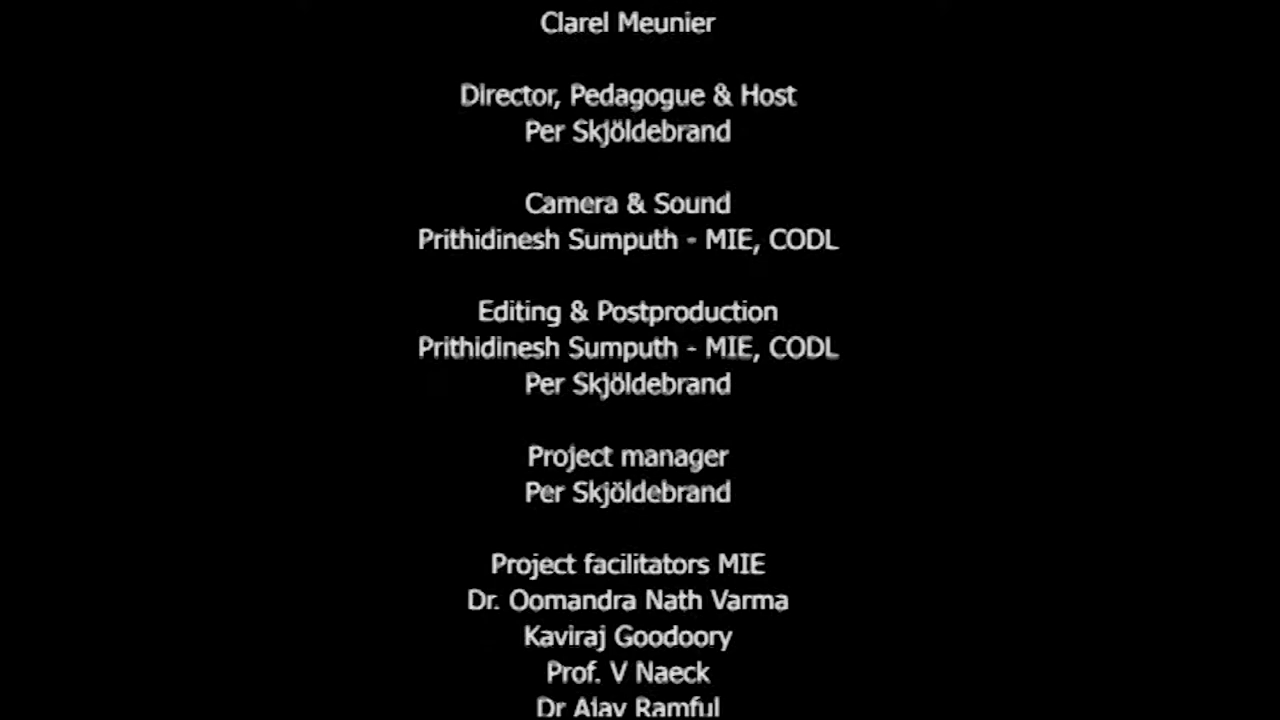 Clarel Meunier
Director, Pedagogue & Host
Per Skjöldebrand
Camera & Sound
Prithidinesh Sumputh - MIE, CODL
Editing & Postproduction
Prithidinesh Sumputh - MIE, CODL
Per Skjöldebrand
Project manager
Per Skjöldebrand
Project facilitators MIE
Dr. Oomandra Nath Varma
Kaviraj Goodoory
Prof. V Naeck
Dr Ajay Ramful